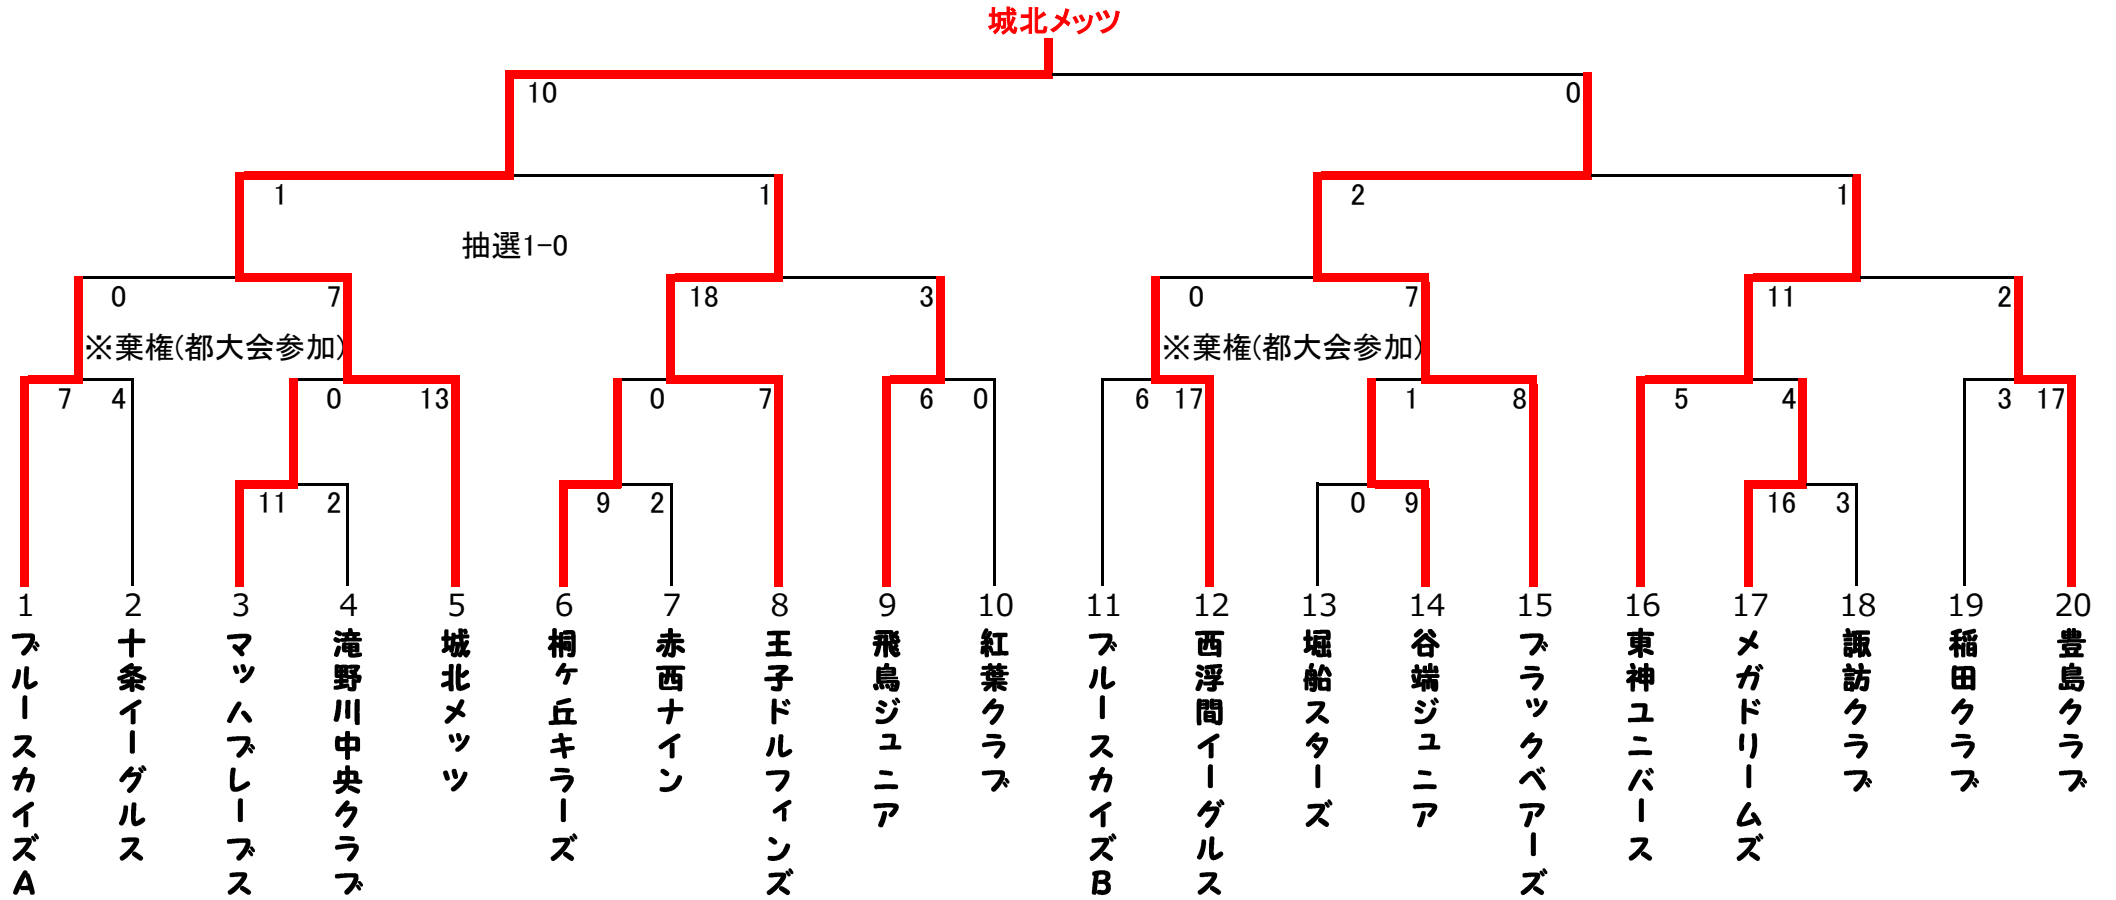 城北メッツ
10 0
1 1 2 1
抽選1-0
0 7 18 3 0 7 11 2
※棄権(都大会参加) ※棄権(都大会参加)
7 4 0 13 0 7 6 0 6 17 1 8 5 4 3 17
11 2 9 2 0 9 16 3
1 2 3 4 5 6 7 8 9 10 11 12 13 14 15 16 17 18 19 20
ブルースカイズA
十条イーグルス
マッハブレーブス
滝野川中央クラブ
城北メッツ
桐ケ丘キラーズ
赤西ナイン
王子ドルフィンズ
飛鳥ジュニア
紅葉クラブ
ブルースカイズB
西浮間イーグルス
堀船スターズ
谷端ジュニア
ブラックベアーズ
東神ユニバース
メガドリームズ
諏訪クラブ
稲田クラブ
豊島クラブ